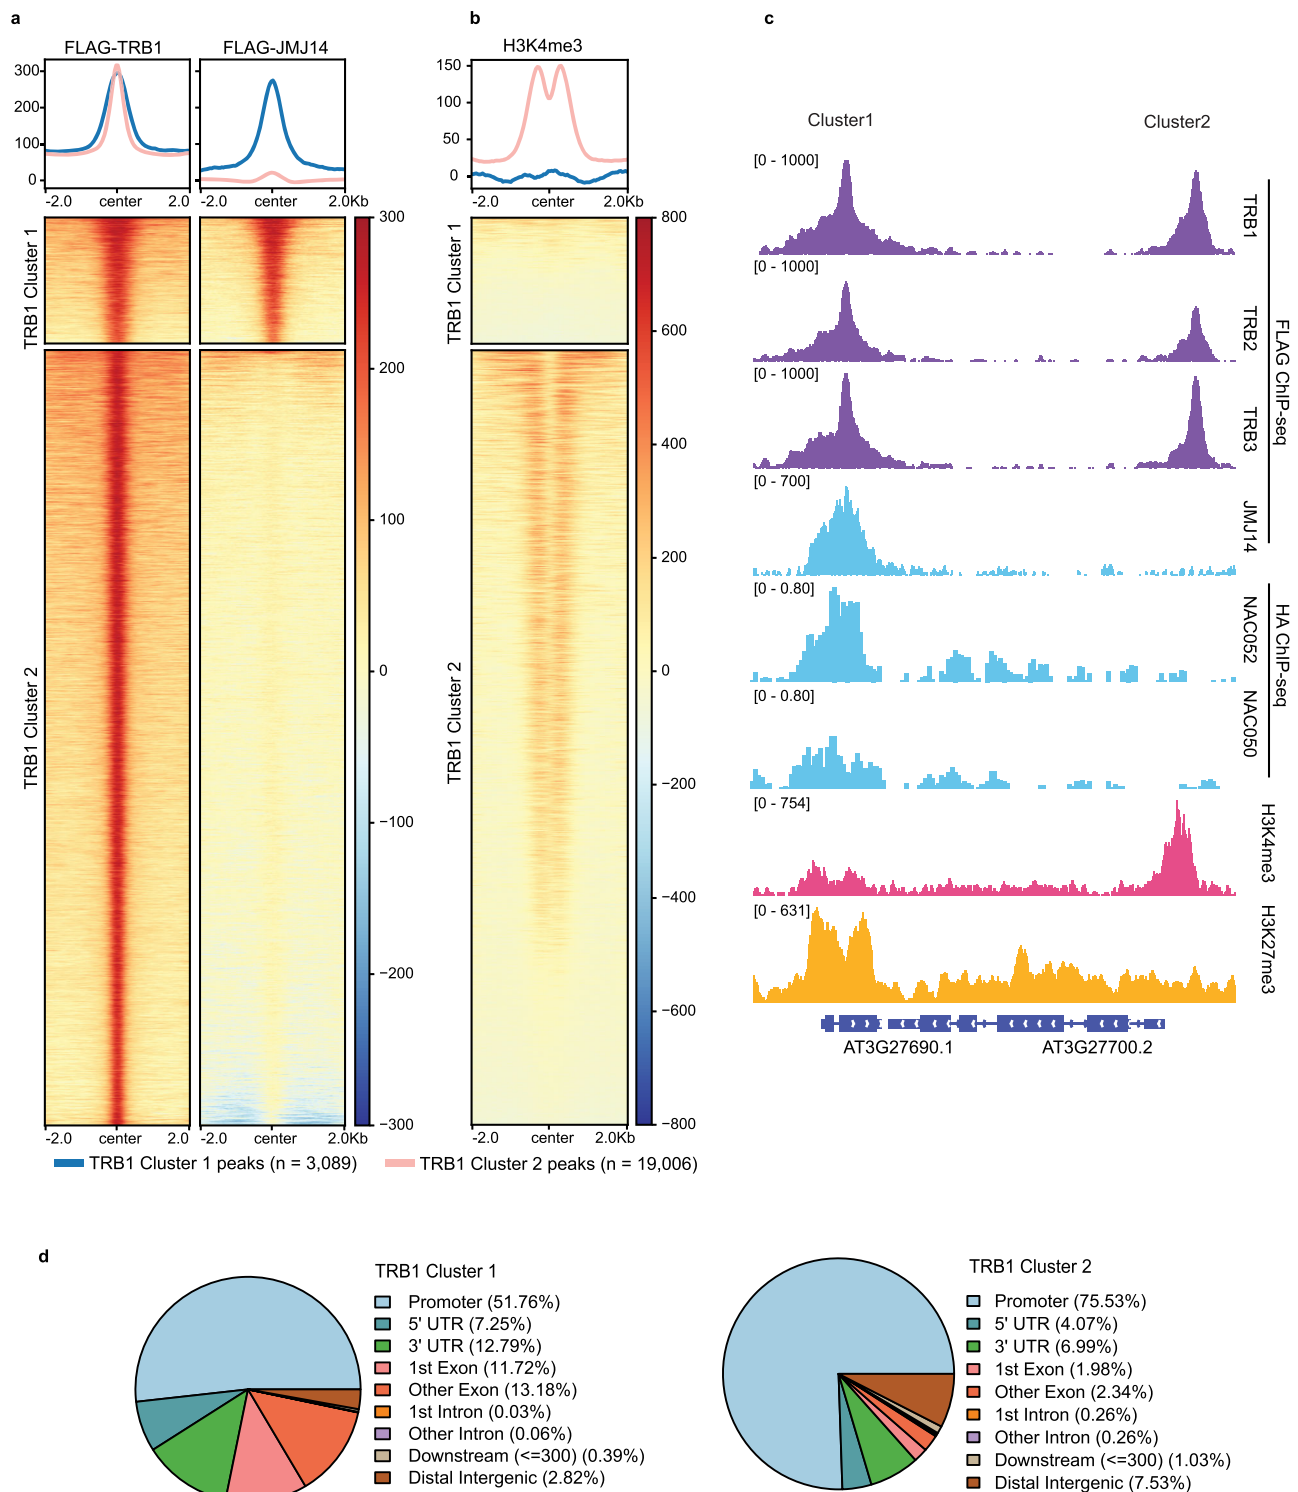 a
FLAG-TRB1
FLAG-JMJ14
300
200
100
0
-2.0 center 2.0
-2.0 center 2.0Kb
TRB1 Cluster 1
TRB1 Cluster 2
300
200
100
0
−100
−200
−300
-2.0 center 2.0
-2.0 center 2.0Kb
b
H3K4me3
150
100
50
0
-2.0 center 2.0Kb
TRB1 Cluster 1
TRB1 Cluster 2
800
600
400
200
0
−200
−400
−600
−800
-2.0 center 2.0Kb
TRB1 Cluster 1 peaks (n = 3,089)
TRB1 Cluster 2 peaks (n = 19,006)
c
Cluster1
Cluster2
[0 - 1000]
TRB1
[0 - 1000]
TRB2
[0 - 1000]
TRB3
[0 - 700]
JMJ14
FLAG ChIP-seq
[0 - 0.80]
NAC052
[0 - 0.80]
NAC050
HA ChIP-seq
[0 - 754]
H3K4me3
[0 - 631]
H3K27me3
AT3G27690.1
AT3G27700.2
d
TRB1 Cluster 1
Promoter (51.76%)
5' UTR (7.25%)
3' UTR (12.79%)
1st Exon (11.72%)
Other Exon (13.18%)
1st Intron (0.03%)
Other Intron (0.06%)
Downstream (<=300) (0.39%)
Distal Intergenic (2.82%)
TRB1 Cluster 2
Promoter (75.53%)
5' UTR (4.07%)
3' UTR (6.99%)
1st Exon (1.98%)
Other Exon (2.34%)
1st Intron (0.26%)
Other Intron (0.26%)
Downstream (<=300) (1.03%)
Distal Intergenic (7.53%)